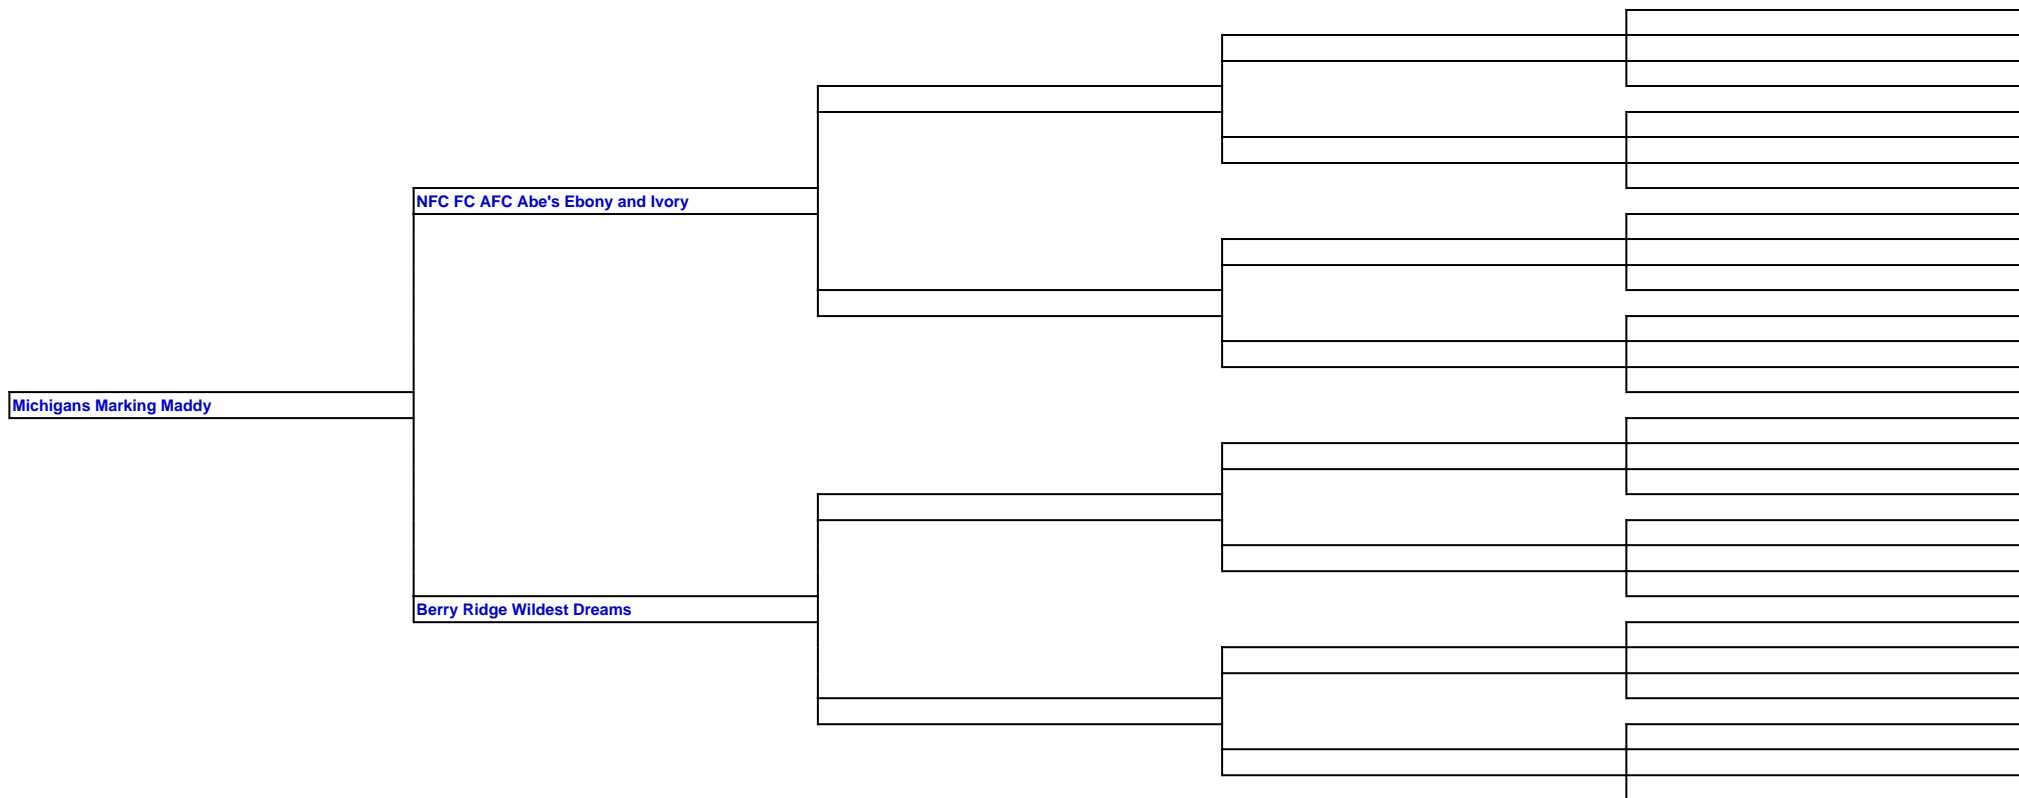 NFC FC AFC Abe's Ebony and Ivory
Michigans Marking Maddy
Berry Ridge Wildest Dreams